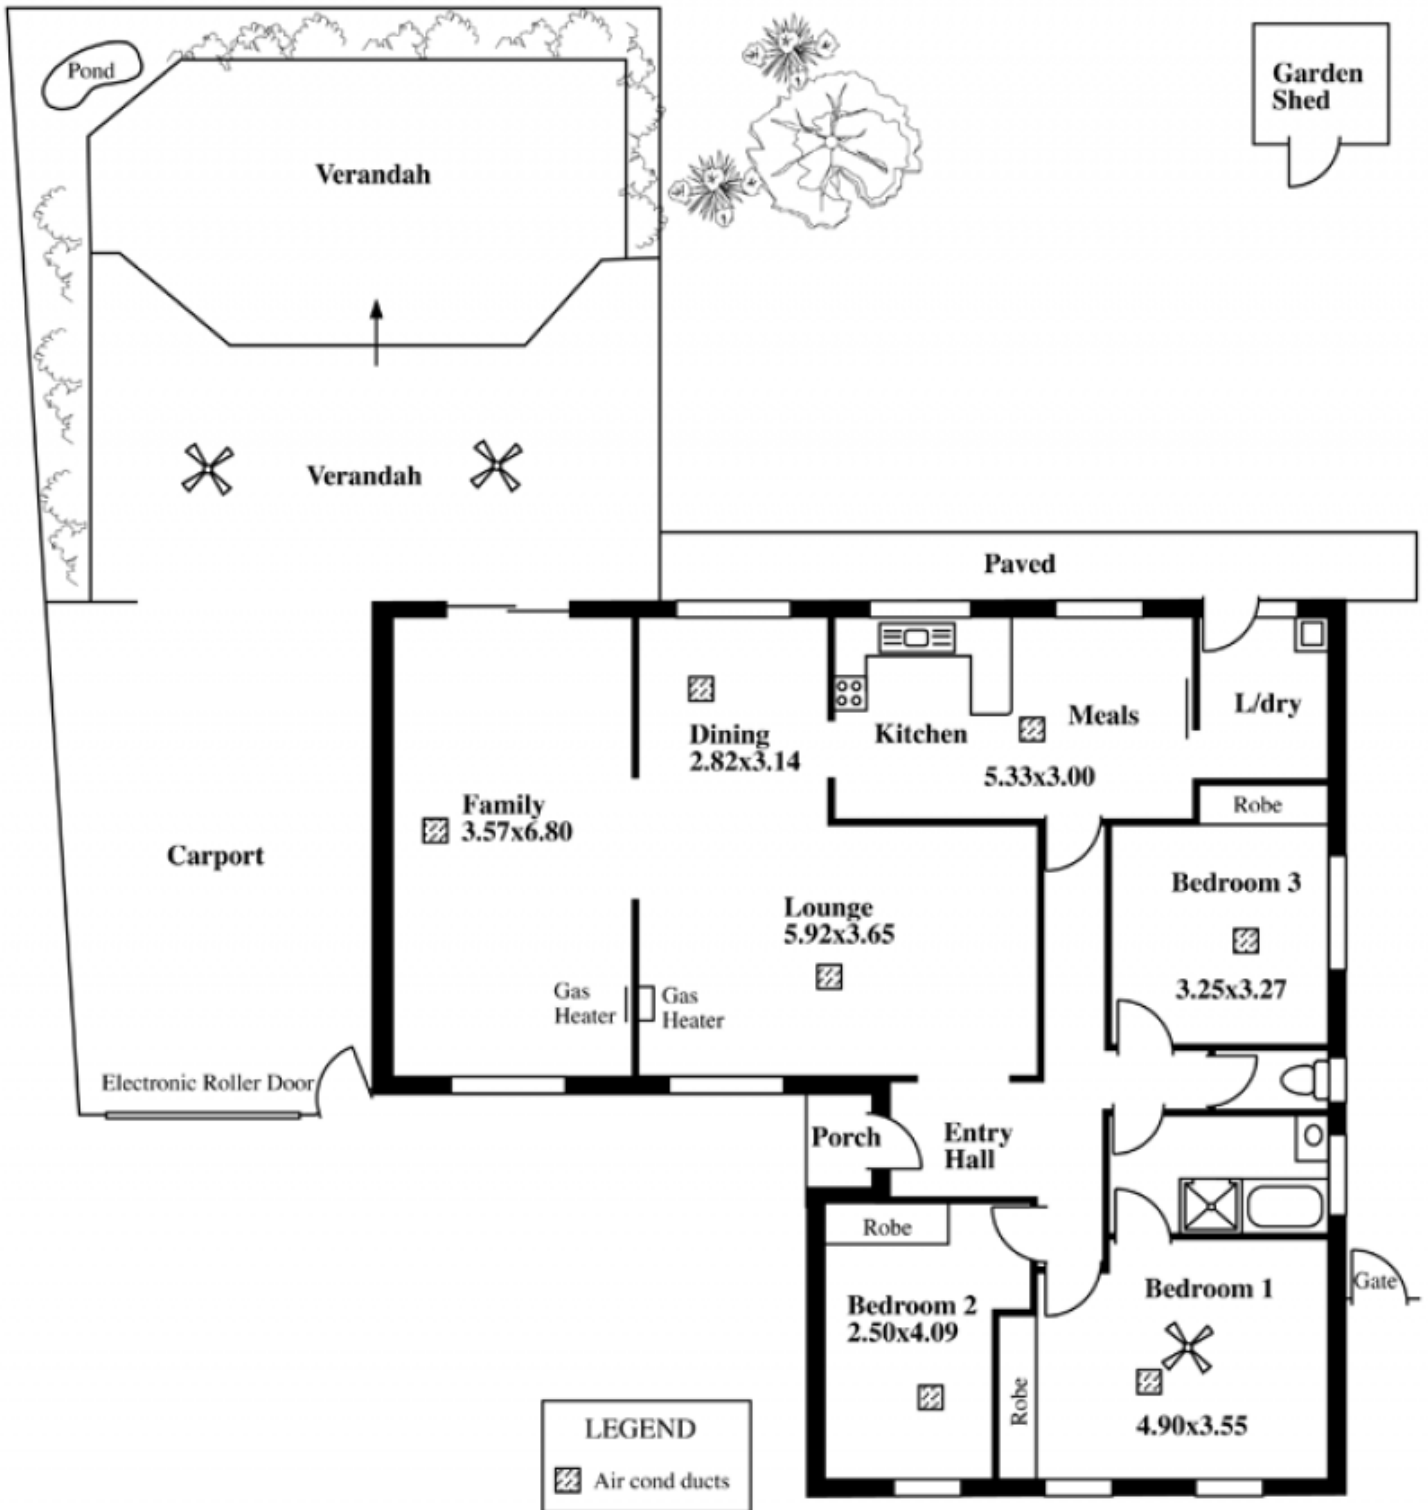 Pond
Garden
Shed
Verandah
Verandah
Paved
Dining
2.82x3.14
Kitchen
Meals
5.33x3.00
L/dry
Robe
Family
3.57x6.80
Carport
Bedroom 3
3.25x3.27
Lounge
5.92x3.65
Gas
Heater
Gas
Heater
Electronic Roller Door
Porch
Entry
Hall
Robe
Bedroom 2
2.50x4.09
Robe
Bedroom 1
4.90x3.55
Gate
LEGEND
Air cond ducts